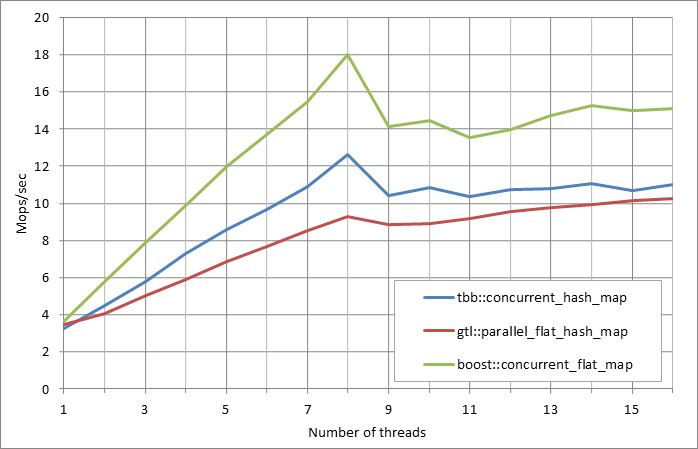 20
18
16
14
12
10
8
6
4
2
0
Mops/sec
tbb::concurrent_hash_map
gtl::parallel_flat_hash_map
boost::concurrent_flat_map
1 3 5 7 9 11 13 15
Number of threads